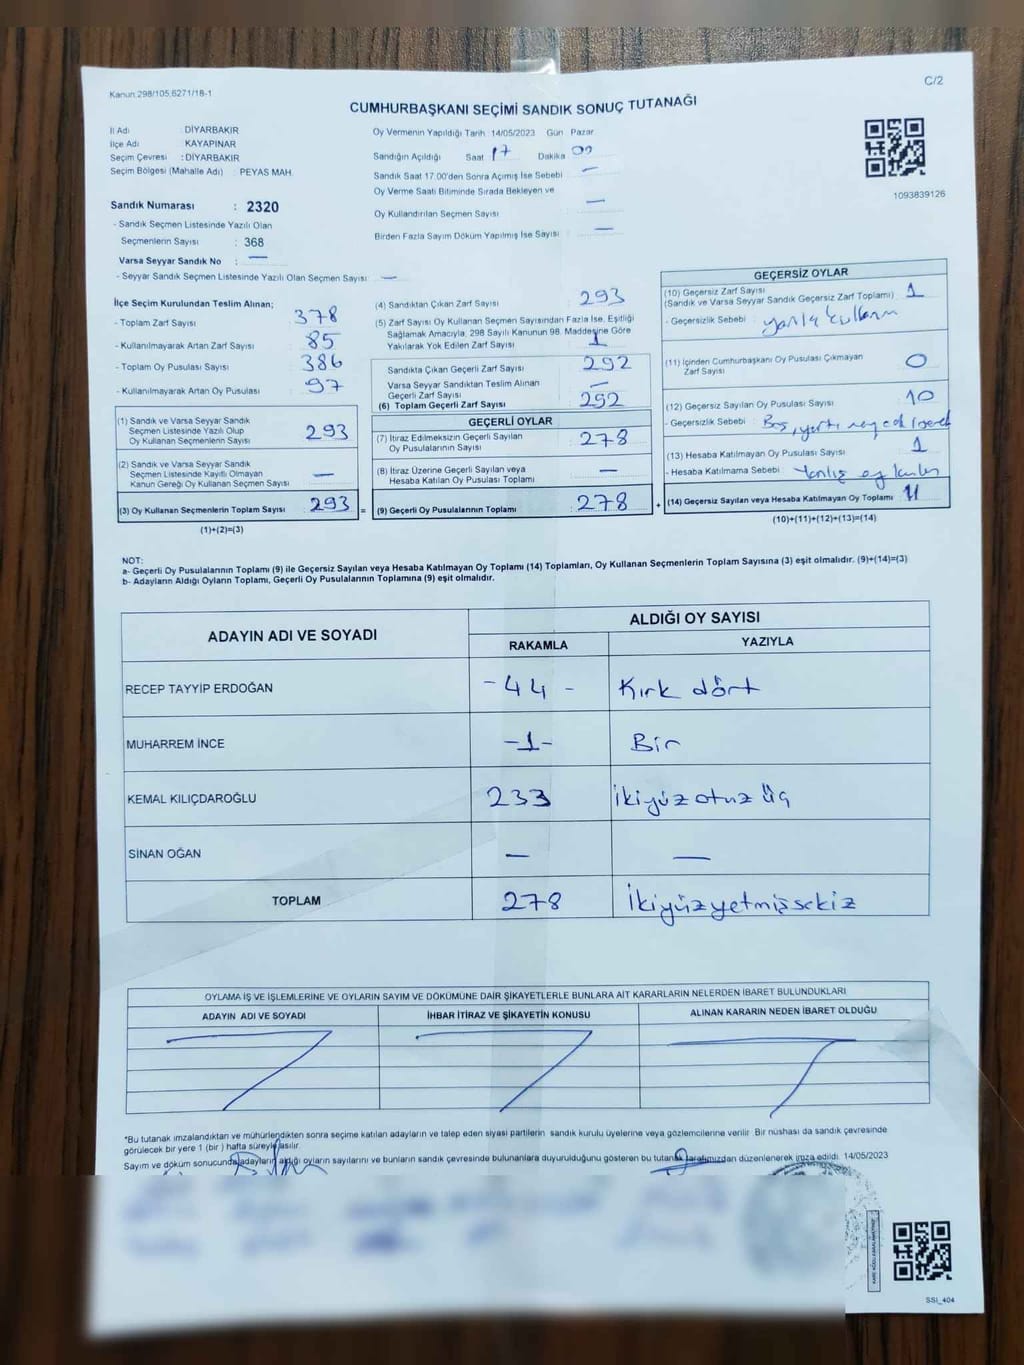 Kanun 298/105,6271/18-1
C/2
CUMHURBAŞKANI SEÇİMİ SANDIK SONUÇ TUTANAĞI
1093839126
İl Adı : DİYARBAKIR
İlçe Adı : KAYAPINAR
Seçim Çevresi : DİYARBAKIR
Seçim Bölgesi (Mahalle Adı) : PEYAS MAH.
Oy Vermenin Yapıldığı Tarih : 14/05/2023 Gün : Pazar
Sandığın Açıldığı Saat 17 Dakika 00
Sandık Saat 17.00'den Sonra Açımış İse Sebebi —
Oy Verme Saati Bitiminde Sırada Bekleyen ve
Oy Kullandırılan Seçmen Sayısı —
Birden Fazla Sayım Döküm Yapılmış İse Sayısı —
Sandık Numarası : 2320
- Sandık Seçmen Listesinde Yazılı Olan
Seçmenlerin Sayısı : 368
Varsa Seyyar Sandık No : —
- Seyyar Sandık Seçmen Listesinde Yazılı Olan Seçmen Sayısı : —
İlçe Seçim Kurulundan Teslim Alınan;
- Toplam Zarf Sayısı 378
- Kullanılmayarak Artan Zarf Sayısı 85
- Toplam Oy Pusulası Sayısı 386
- Kullanılmayarak Artan Oy Pusulası 97
(1) Sandık ve Varsa Seyyar Sandık
Seçmen Listesinde Yazılı Olup
Oy Kullanan Seçmenlerin Sayısı 293
(2) Sandık ve Varsa Seyyar Sandık
Seçmen Listesinde Kayıtlı Olmayan
Kanun Gereği Oy Kullanan Seçmen Sayısı —
(3) Oy Kullanan Seçmenlerin Toplam Sayısı 293 =
(1)+(2)=(3)
(4) Sandıktan Çıkan Zarf Sayısı 293
(5) Zarf Sayısı Oy Kullanan Seçmen Sayısından Fazla İse, Eşitliği
Sağlamak Amacıyla, 298 Sayılı Kanunun 98. Maddesine Göre
Yakılarak Yok Edilen Zarf Sayısı 1
Sandıkta Çıkan Geçerli Zarf Sayısı 292
Varsa Seyyar Sandıktan Teslim Alınan
Geçerli Zarf Sayısı —
(6) Toplam Geçerli Zarf Sayısı 292
GEÇERLİ OYLAR
(7) İtiraz Edilmeksizin Geçerli Sayılan
Oy Pusulalarının Sayısı 278
(8) İtiraz Üzerine Geçerli Sayılan veya
Hesaba Katılan Oy Pusulası Toplamı —
(9) Geçerli Oy Pusulalarının Toplamı 278 +
GEÇERSİZ OYLAR
(10) Geçersiz Zarf Sayısı 1
(Sandık ve Varsa Seyyar Sandık Geçersiz Zarf Toplamı)
- Geçersizlik Sebebi :
(11) İçinden Cumhurbaşkanı Oy Pusulası Çıkmayan
Zarf Sayısı 0
(12) Geçersiz Sayılan Oy Pusulası Sayısı 10
- Geçersizlik Sebebi : Boş,
(13) Hesaba Katılmayan Oy Pusulası Sayısı 1
- Hesaba Katılmama Sebebi : Yanlış oy
(14) Geçersiz Sayılan veya Hesaba Katılmayan Oy Toplamı 11
(10)+(11)+(12)+(13)=(14)
NOT:
a- Geçerli Oy Pusulalarının Toplamı (9) ile Geçersiz Sayılan veya Hesaba Katılmayan Oy Toplamı (14) Toplamları, Oy Kullanan Seçmenlerin Toplam Sayısına (3) eşit olmalıdır. (9)+(14)=(3)
b- Adayların Aldığı Oyların Toplamı, Geçerli Oy Pusulalarının Toplamına (9) eşit olmalıdır.
ADAYIN ADI VE SOYADI ALDIĞI OY SAYISI
RAKAMLA YAZIYLA
RECEP TAYYİP ERDOĞAN -44- Kırk dört
MUHARREM İNCE -1- Bir
KEMAL KILIÇDAROĞLU 233 İkiyüzotuz üç
SİNAN OĞAN — —
TOPLAM 278 İkiyüzyetmişsekiz
OYLAMA İŞ VE İŞLEMLERİNE VE OYLARIN SAYIM VE DÖKÜMÜNE DAİR ŞİKAYETLERLE BUNLARA AİT KARARLARIN NELERDEN İBARET BULUNDUKLARI
ADAYIN ADI VE SOYADI İHBAR İTİRAZ VE ŞİKAYETİN KONUSU ALINAN KARARIN NEDEN İBARET OLDUĞU
*Bu tutanak imzalandıktan ve mühürlendikten sonra seçime katılan adayların ve talep eden siyasi partilerin sandık kurulu üyelerine veya gözlemcilerine verilir. Bir nüshası da sandık çevresinde
görülecek bir yere 1 (bir) hafta süreyle asılır.
Sayım ve döküm sonucunda adayların aldığı oyların sayılarını ve bunların sandık çevresinde bulunanlara duyurulduğunu gösteren bu tutanak tarafımızdan düzenlenerek imza edildi. 14/05/2023
SSI_404